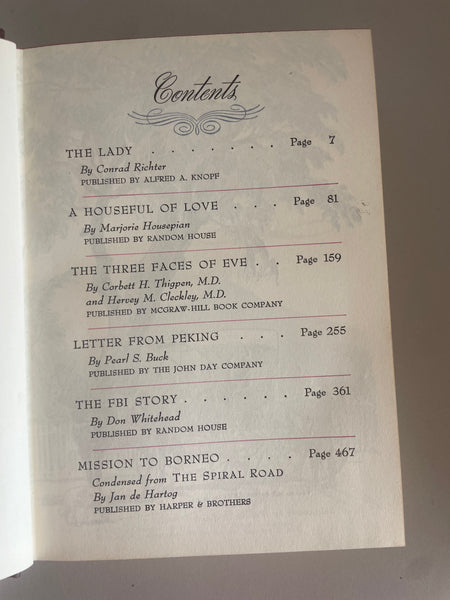 Contents
THE LADY . . . . . . . Page 7
By Conrad Richter
PUBLISHED BY ALFRED A. KNOPF
A HOUSEFUL OF LOVE . . . Page 81
By Marjorie Housepian
PUBLISHED BY RANDOM HOUSE
THE THREE FACES OF EVE . . Page 159
By Corbett H. Thigpen, M.D.
and Hervey M. Cleckley, M.D.
PUBLISHED BY MCGRAW-HILL BOOK COMPANY
LETTER FROM PEKING . . . Page 255
By Pearl S. Buck
PUBLISHED BY THE JOHN DAY COMPANY
THE FBI STORY . . . . . . Page 361
By Don Whitehead
PUBLISHED BY RANDOM HOUSE
MISSION TO BORNEO . . . . Page 467
Condensed from THE SPIRAL ROAD
By Jan de Hartog
PUBLISHED BY HARPER & BROTHERS